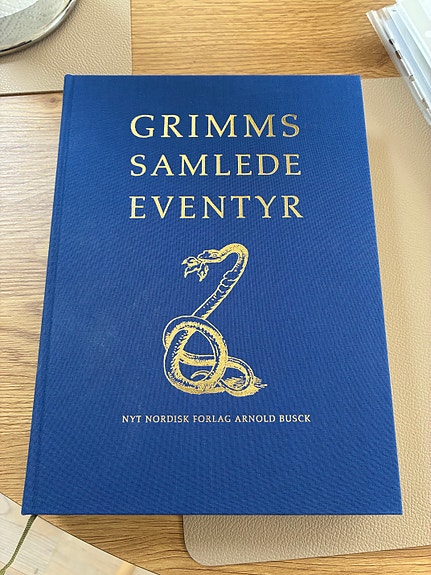 GRIMMS
SAMLEDE
EVENTYR
NYT NORDISK FORLAG ARNOLD BUSCK